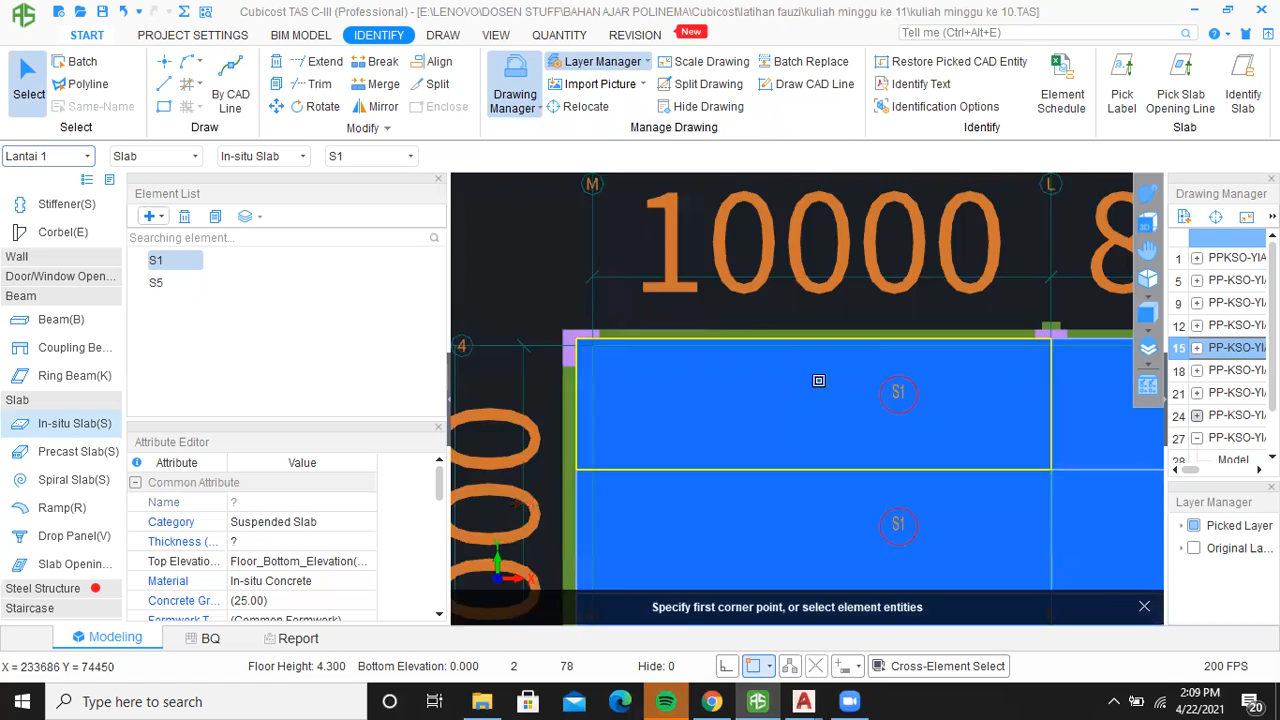 Cubicost TAS C-III (Professional) - [E:\LENOVO\DOSEN STUFF\BAHAN AJAR POLINEMA\Cubicost\latihan fauzi\kuliah minggu ke 11\kuliah minggu ke 10.TAS]
START PROJECT SETTINGS BIM MODEL IDENTIFY DRAW VIEW QUANTITY REVISION New Tell me (Ctrl+Alt+E)
Select Batch Polyline Same-Name Select
By CAD Line Draw
Extend Break Align
Trim Merge Split
Rotate Mirror Enclose
Modify
Drawing Manager Layer Manager Scale Drawing Batch Replace
Import Picture Split Drawing Draw CAD Line
Relocate Hide Drawing
Manage Drawing
Restore Picked CAD Entity
Identify Text
Identification Options
Element Schedule
Identify
Pick Label Pick Slab Opening Line Identify Slab
Slab
Lantai 1 Slab In-situ Slab S1
Stiffener(S)
Corbel(E)
Wall
Door/Window Open...
Beam
Beam(B)
Coupling Be...
Ring Beam(K)
Slab
In-situ Slab(S)
Precast Slab(S)
Spiral Slab(S)
Ramp(R)
Drop Panel(V)
Slab Openin...
Steel Structure
Staircase
Element List
Searching element...
S1
S5
Attribute Editor
Attribute Value
Common Attribute
Name ?
Category Suspended Slab
Thickness (... ?
Top Elevatio... Floor_Bottom_Elevation(...
Material In-situ Concrete
Concrete Gr... (25.00)
Formwork T... (Common Formwork)
M L
10000 8
4
S1
S1
000
Y
X
Specify first corner point, or select element entities
Drawing Manager
1 PPKSO-YIA
5 PP-KSO-YI
9 PP-KSO-YI
12 PP-KSO-YI
15 PP-KSO-YI
18 PP-KSO-YI
21 PP-KSO-YI
24 PP-KSO-YI
27 PP-KSO-YI
28 Model
Layer Manager
Picked Layer
Original La...
Modeling BQ Report
X = 233686 Y = 74450 Floor Height: 4.300 Bottom Elevation: 0.000 2 78 Hide: 0 Cross-Element Select 200 FPS
Type here to search
2:09 PM
4/22/2021
20